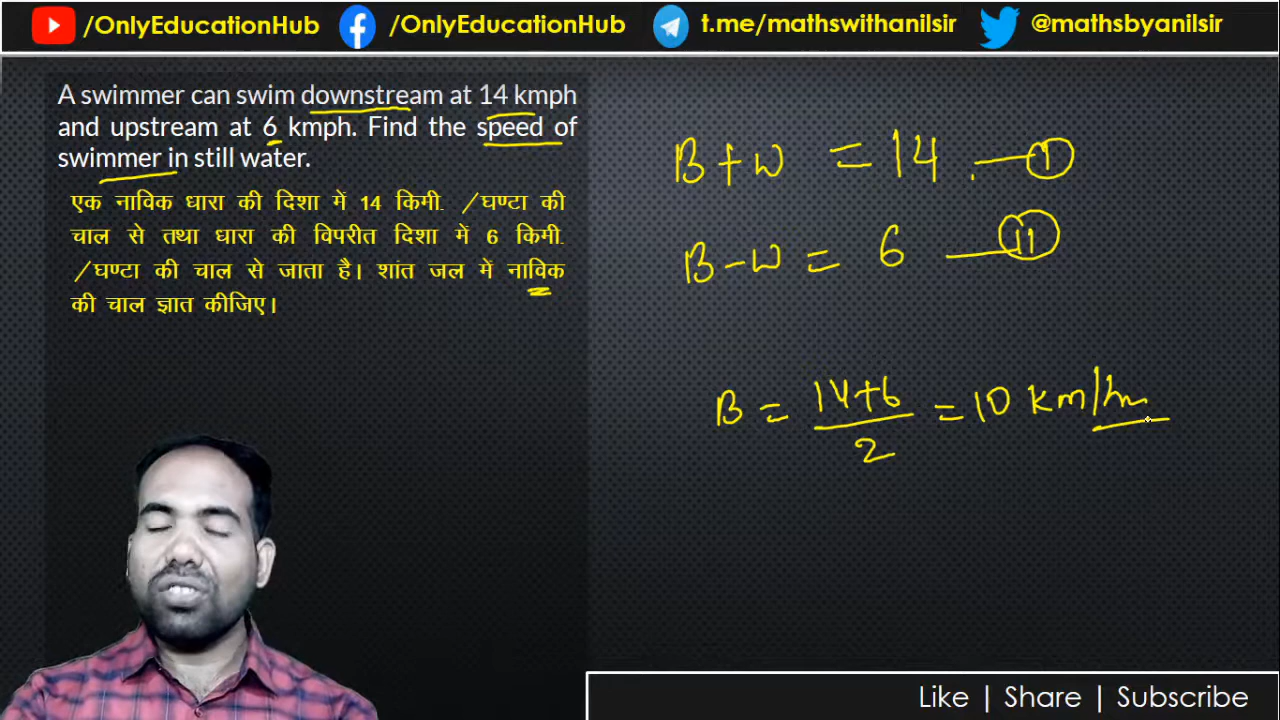 /OnlyEducationHub /OnlyEducationHub t.me/mathswithanilsir @mathsbyanilsir
A swimmer can swim downstream at 14 kmph
and upstream at 6 kmph. Find the speed of
swimmer in still water.
एक नाविक धारा की दिशा में 14 किमी. /घण्टा की
चाल से तथा धारा की विपरीत दिशा में 6 किमी.
/घण्टा की चाल से जाता है। शांत जल में नाविक
की चाल ज्ञात कीजिए।
B+W = 14 — I
B-W = 6 — II
B = 14+6/2 = 10 km/hr
Like | Share | Subscribe